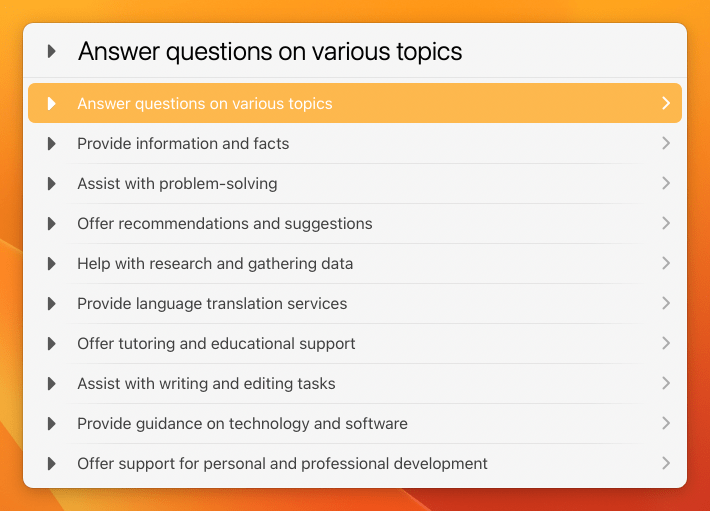 Answer questions on various topics
Answer questions on various topics
Provide information and facts
Assist with problem-solving
Offer recommendations and suggestions
Help with research and gathering data
Provide language translation services
Offer tutoring and educational support
Assist with writing and editing tasks
Provide guidance on technology and software
Offer support for personal and professional development